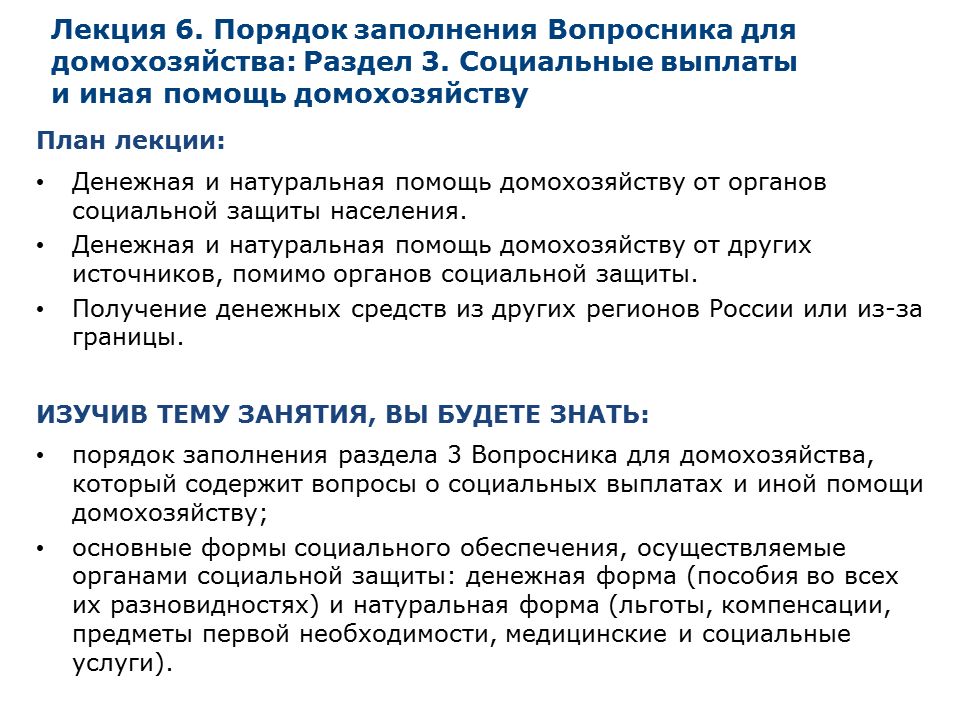 Лекция 6. Порядок заполнения Вопросника для
домохозяйства: Раздел 3. Социальные выплаты
и иная помощь домохозяйству
План лекции:
• Денежная и натуральная помощь домохозяйству от органов
социальной защиты населения.
• Денежная и натуральная помощь домохозяйству от других
источников, помимо органов социальной защиты.
• Получение денежных средств из других регионов России или из-за
границы.
ИЗУЧИВ ТЕМУ ЗАНЯТИЯ, ВЫ БУДЕТЕ ЗНАТЬ:
• порядок заполнения раздела 3 Вопросника для домохозяйства,
который содержит вопросы о социальных выплатах и иной помощи
домохозяйству;
• основные формы социального обеспечения, осуществляемые
органами социальной защиты: денежная форма (пособия во всех
их разновидностях) и натуральная форма (льготы, компенсации,
предметы первой необходимости, медицинские и социальные
услуги).